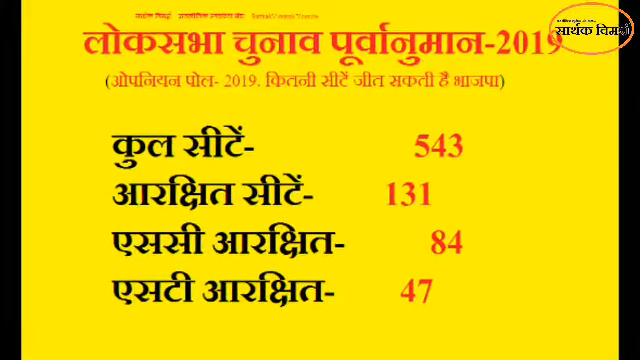 सार्थक विमर्श
लोकसभा चुनाव पूर्वानुमान-2019
(ओपनियन पोल- 2019. कितनी सीटें जीत सकती है भाजपा)
कुल सीटें- 543
आरक्षित सीटें- 131
एससी आरक्षित- 84
एसटी आरक्षित- 47